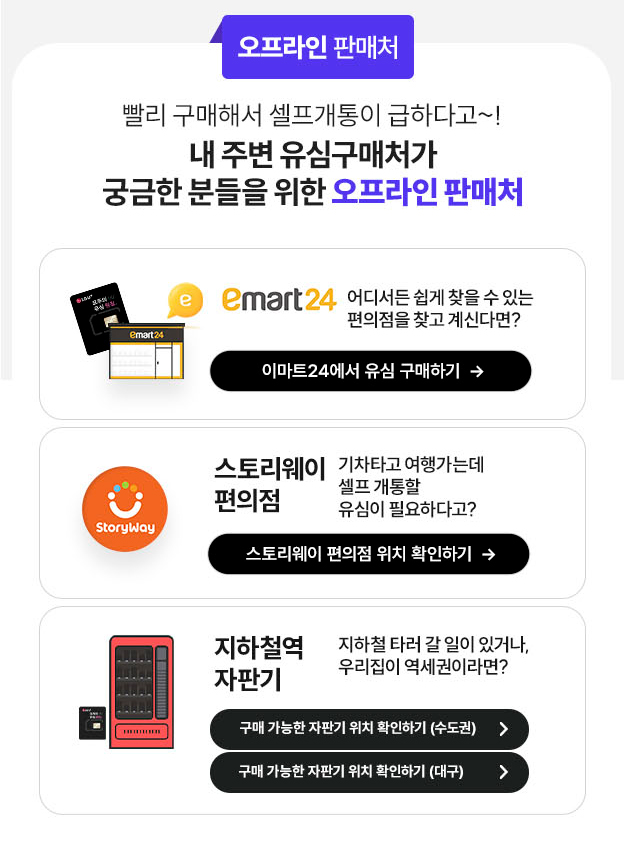 오프라인 판매처
빨리 구매해서 셀프개통이 급하다고~!
내 주변 유심구매처가
궁금한 분들을 위한 오프라인 판매처
emart24
어디서든 쉽게 찾을 수 있는
편의점을 찾고 계신다면?
e
emart24
이마트24에서 유심 구매하기 →
스토리웨이
편의점
기차타고 여행가는데
셀프 개통할
유심이 필요하다고?
StoryWay
스토리웨이 편의점 위치 확인하기 →
지하철역
자판기
지하철 타러 갈 일이 있거나,
우리집이 역세권이라면?
구매 가능한 자판기 위치 확인하기 (수도권)
구매 가능한 자판기 위치 확인하기 (대구)